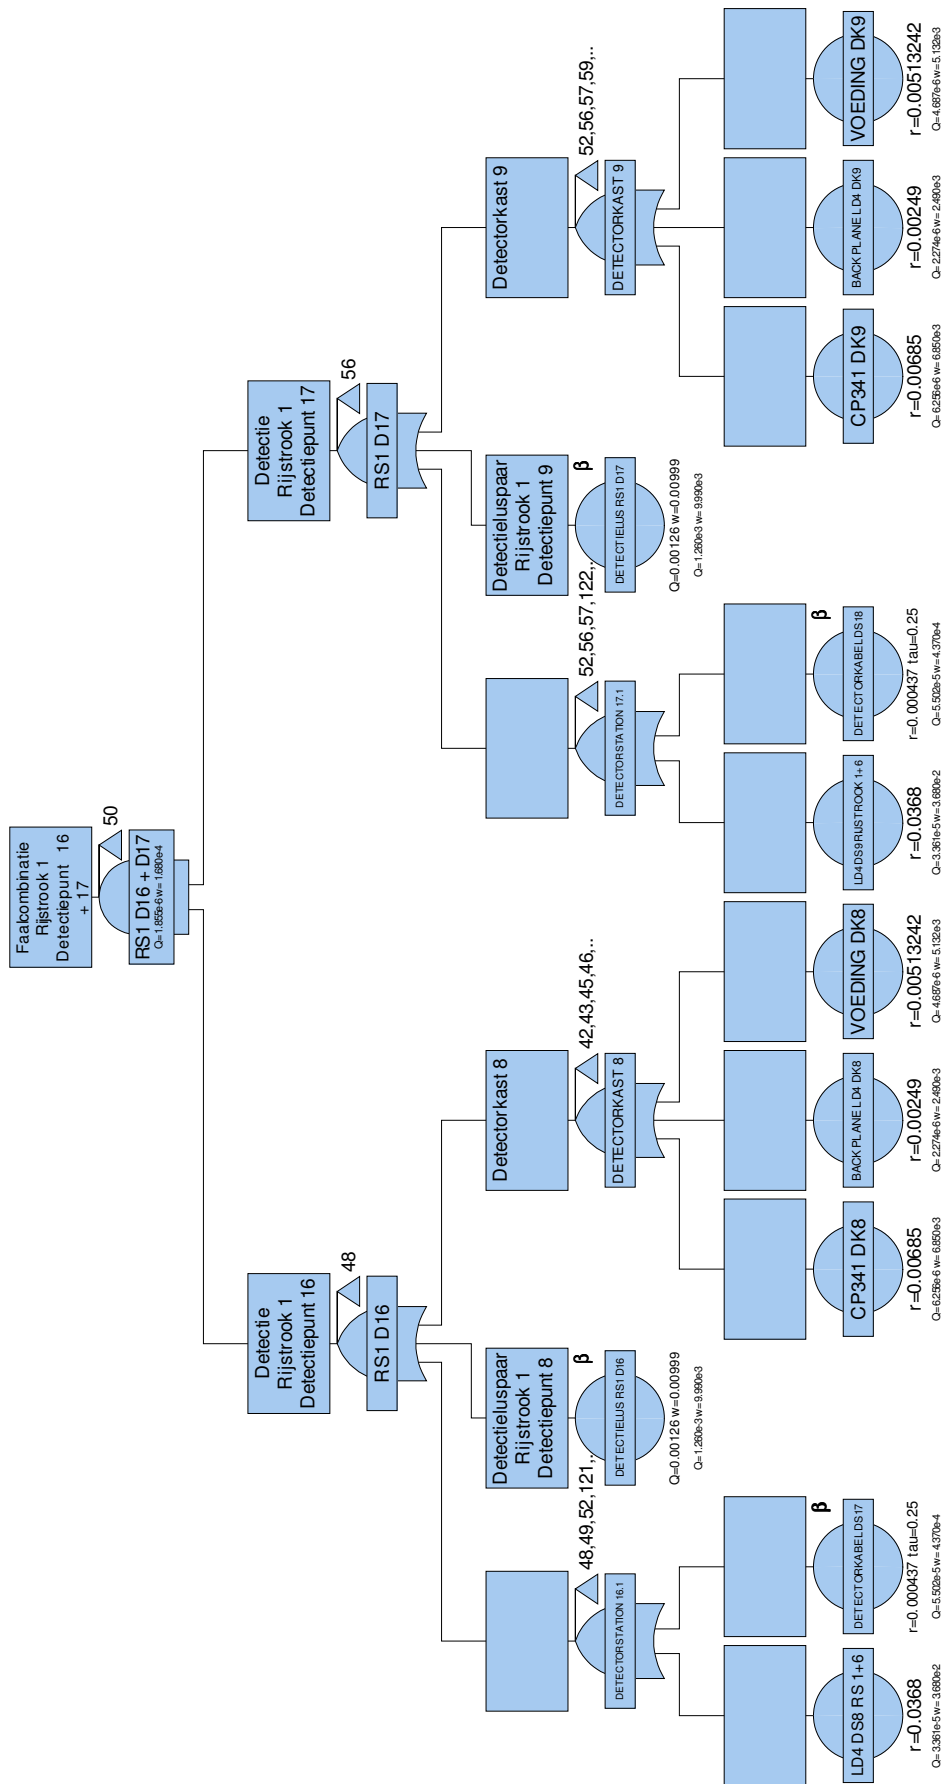 Faalcombinatie
Rijstrook 1
Detectiepunt 16
+ 17
50
RS1 D16 + D17
Q=1.855e-6 w= 1.680e-4
Detectie
Rijstrook 1
Detectiepunt 16
48
RS1 D16
Detectie
Rijstrook 1
Detectiepunt 17
56
RS1 D17
48,49,52,121,..
DETECTORSTATION 16.1
Detectieluspaar
Rijstrook 1
Detectiepunt 8
β
DETECTIELUS RS1 D16
Q=0.00126 w=0.00999
Q=1.260e-3 w=9.990e-3
Detectorkast 8
42,43,45,46,..
DETECTORKAST 8
52,56,57,122,..
DETECTORSTATION 17.1
Detectieluspaar
Rijstrook 1
Detectiepunt 9
β
DETECTIELUS RS1 D17
Q=0.00126 w=0.00999
Q=1.260e-3 w=9.990e-3
Detectorkast 9
52,56,57,59,..
DETECTORKAST 9
LD4 DS8 RS 1+6
r=0.0368
Q=3.361e-5 w=3.680e-2
β
DETECTORKABEL DS17
r=0.000437 tau=0.25
Q=5.502e-5 w=4.370e-4
CP341 DK8
r=0.00685
Q=6.256e-6 w=6.850e-3
BACKPLANE LD4 DK8
r=0.00249
Q=2.274e-6 w=2.490e-3
VOEDING DK8
r=0.00513242
Q=4.687e-6 w=5.132e-3
LD4 DS9 RIJSTROOK 1+6
r=0.0368
Q=3.361e-5 w=3.680e-2
β
DETECTORKABEL DS18
r=0.000437 tau=0.25
Q=5.502e-5 w=4.370e-4
CP341 DK9
r=0.00685
Q=6.256e-6 w=6.850e-3
BACKPLANE LD4 DK9
r=0.00249
Q=2.274e-6 w=2.490e-3
VOEDING DK9
r=0.00513242
Q=4.687e-6 w=5.132e-3